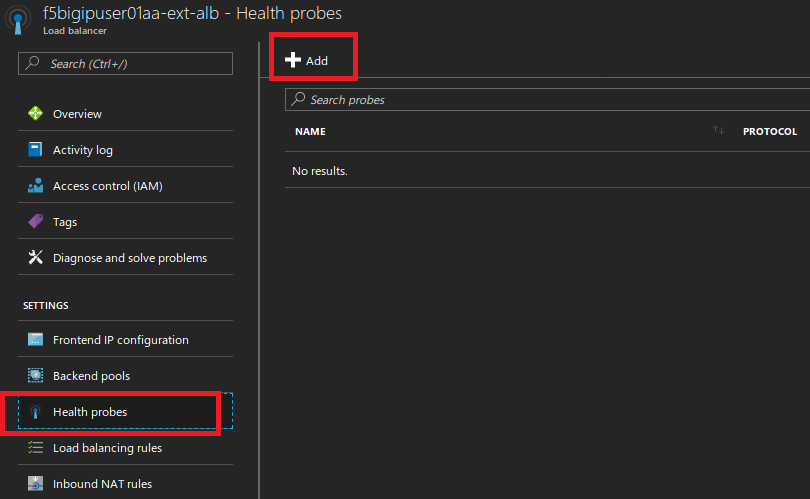 f5bigipuser01aa-ext-alb - Health probes
Load balancer
Search (Ctrl+/)
Overview
Activity log
Access control (IAM)
Tags
Diagnose and solve problems
SETTINGS
Frontend IP configuration
Backend pools
Health probes
Load balancing rules
Inbound NAT rules
Add
Search probes
NAME PROTOCOL
No results.